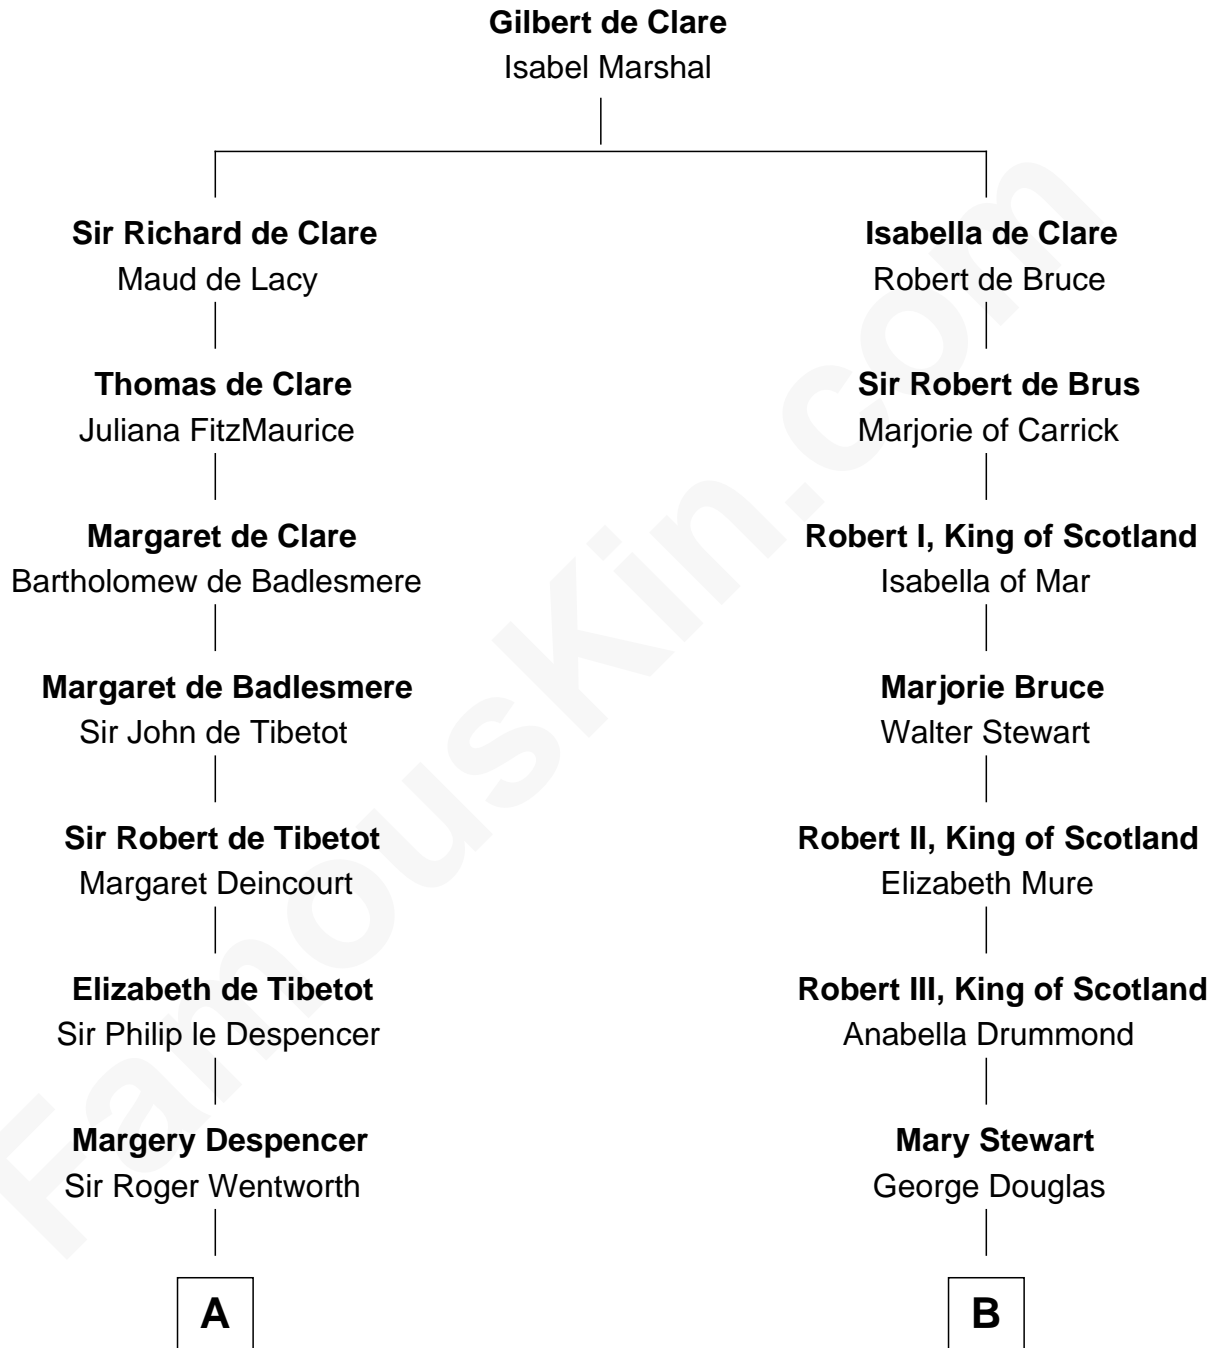 Gilbert de Clare
Isabel Marshal
Sir Richard de Clare
Maud de Lacy
Isabella de Clare
Robert de Bruce
Thomas de Clare
Juliana FitzMaurice
Sir Robert de Brus
Marjorie of Carrick
Margaret de Clare
Bartholomew de Badlesmere
Robert I, King of Scotland
Isabella of Mar
Margaret de Badlesmere
Sir John de Tibetot
Marjorie Bruce
Walter Stewart
Sir Robert de Tibetot
Margaret Deincourt
Robert II, King of Scotland
Elizabeth Mure
Elizabeth de Tibetot
Sir Philip le Despencer
Robert III, King of Scotland
Anabella Drummond
Margery Despencer
Sir Roger Wentworth
Mary Stewart
George Douglas
A
B
FamousKin.com